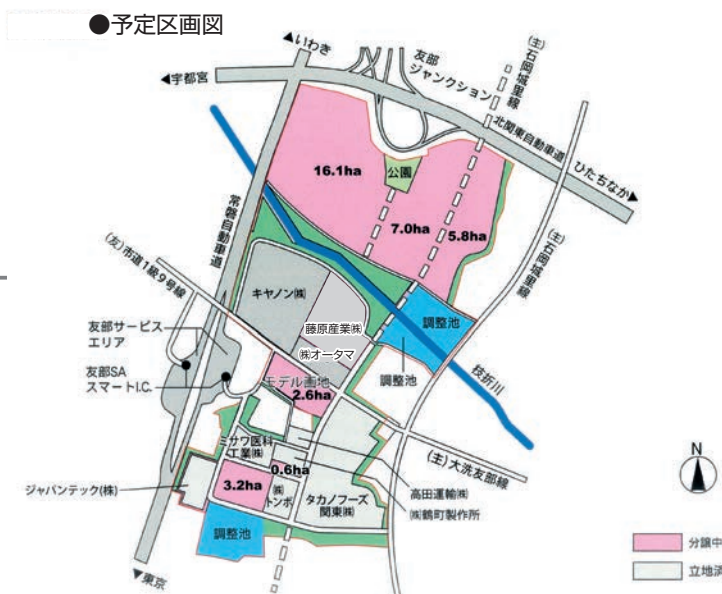 ●予定区画図
▲いわき
◀宇都宮
友部
ジャンクション
(主)
石岡城里線
北関東自動車道
ひたちなか▶
16.1ha
公園
7.0ha
5.8ha
(主)
石岡城里線
常磐自動車道
(友)市道1級9号線
キヤノン㈱
藤原産業㈱
㈱オータマ
調整池
調整池
枝折川
友部サービス
エリア
友部SA
スマートI.C.
モデル画地
2.6ha
ミサワ医科
工業㈱
0.6ha
3.2ha
㈱
トンボ
タカノフーズ
関東㈱
(主)大洗友部線
高田運輸㈱
㈱鶴町製作所
ジャパンテック(株)
調整池
▼東京
N
分譲中
立地済